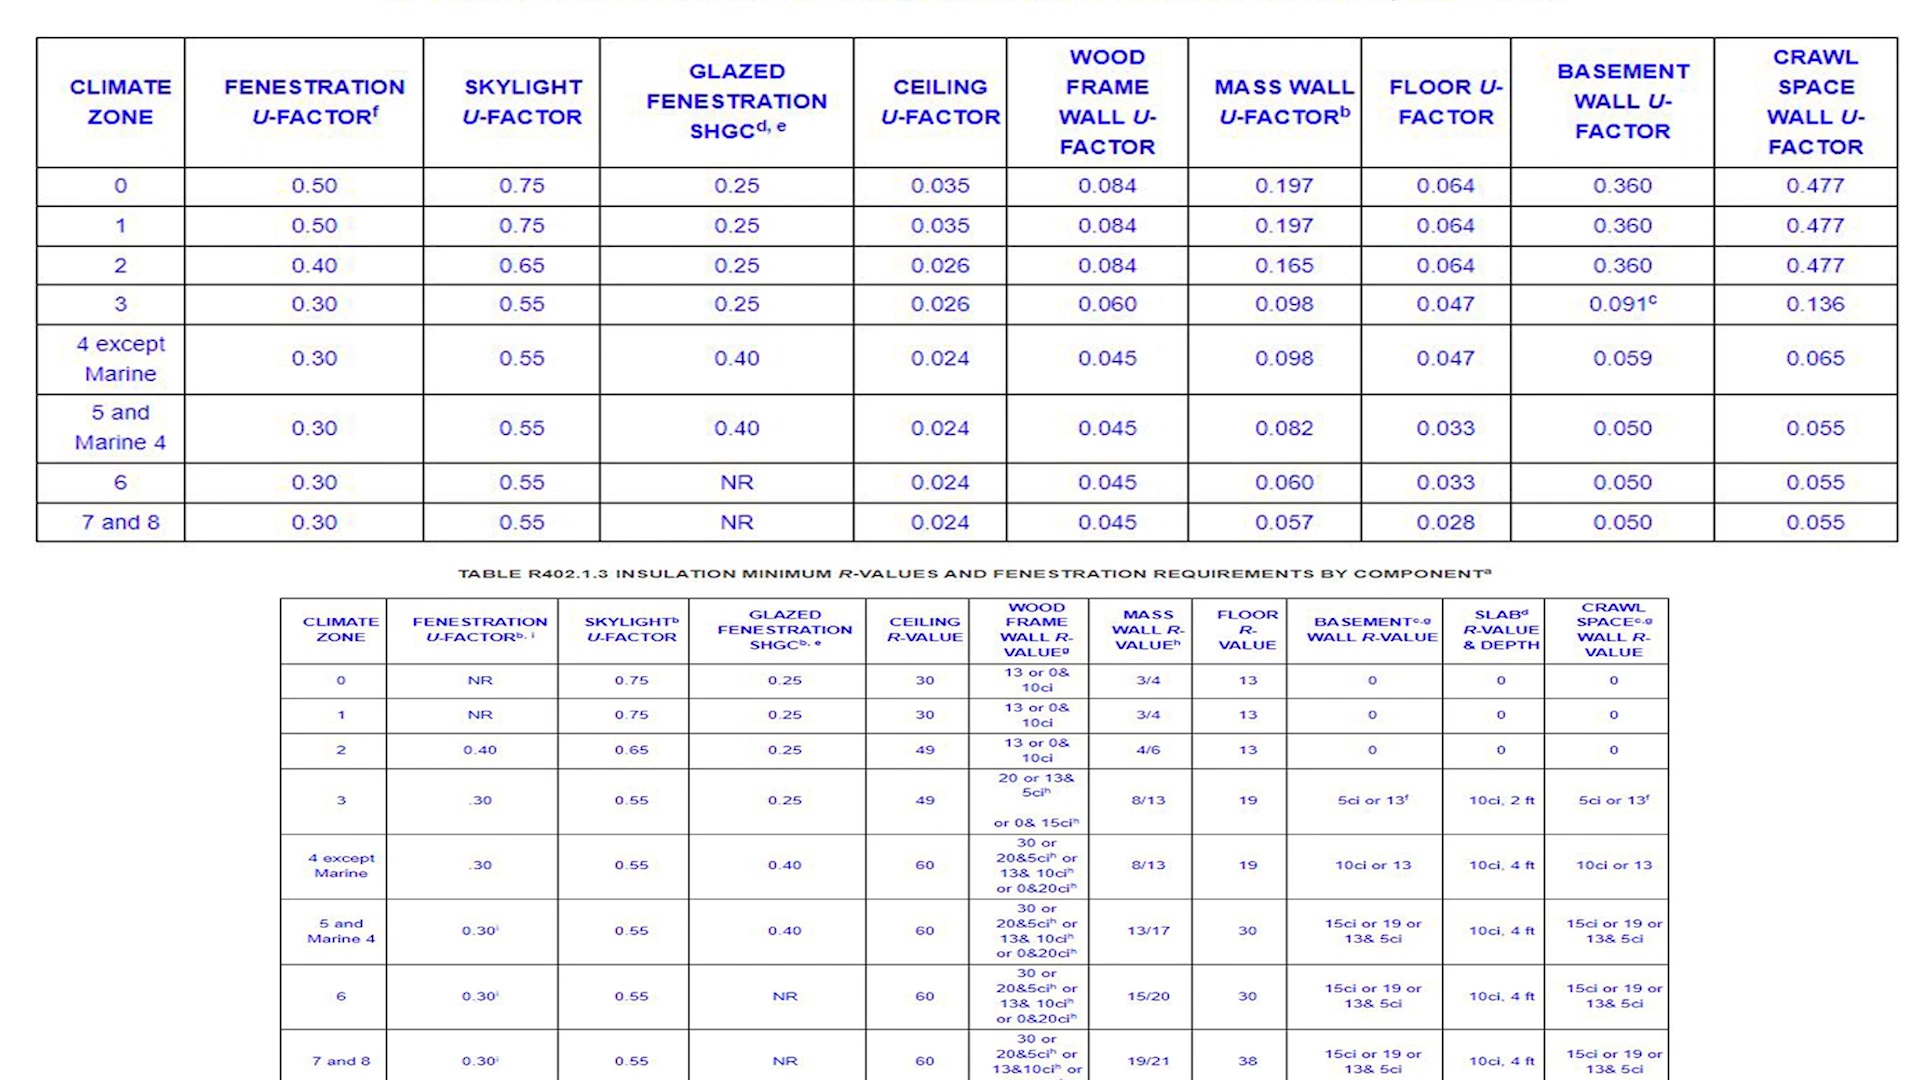 CLIMATE ZONE FENESTRATION U-FACTORf SKYLIGHT U-FACTOR GLAZED FENESTRATION SHGCd, e CEILING U-FACTOR WOOD FRAME WALL U-FACTOR MASS WALL U-FACTORb FLOOR U-FACTOR BASEMENT WALL U-FACTOR CRAWL SPACE WALL U-FACTOR
0 0.50 0.75 0.25 0.035 0.084 0.197 0.064 0.360 0.477
1 0.50 0.75 0.25 0.035 0.084 0.197 0.064 0.360 0.477
2 0.40 0.65 0.25 0.026 0.084 0.165 0.064 0.360 0.477
3 0.30 0.55 0.25 0.026 0.060 0.098 0.047 0.091c 0.136
4 except Marine 0.30 0.55 0.40 0.024 0.045 0.098 0.047 0.059 0.065
5 and Marine 4 0.30 0.55 0.40 0.024 0.045 0.082 0.033 0.050 0.055
6 0.30 0.55 NR 0.024 0.045 0.060 0.033 0.050 0.055
7 and 8 0.30 0.55 NR 0.024 0.045 0.057 0.028 0.050 0.055
TABLE R402.1.3 INSULATION MINIMUM R-VALUES AND FENESTRATION REQUIREMENTS BY COMPONENTa
CLIMATE ZONE FENESTRATION U-FACTORb, i SKYLIGHTb U-FACTOR GLAZED FENESTRATION SHGCb, e CEILING R-VALUE WOOD FRAME WALL R-VALUEg MASS WALL R-VALUEh FLOOR R-VALUE BASEMENTc,g WALL R-VALUE SLABd R-VALUE & DEPTH CRAWL SPACEc,g WALL R-VALUE
0 NR 0.75 0.25 30 13 or 0& 10ci 3/4 13 0 0 0
1 NR 0.75 0.25 30 13 or 0& 10ci 3/4 13 0 0 0
2 0.40 0.65 0.25 49 13 or 0& 10ci 4/6 13 0 0 0
3 .30 0.55 0.25 49 20 or 13& 5cih or 0& 15cih 8/13 19 5ci or 13f 10ci, 2 ft 5ci or 13f
4 except Marine .30 0.55 0.40 60 30 or 20&5cih or 13& 10cih or 0&20cih 8/13 19 10ci or 13 10ci, 4 ft 10ci or 13
5 and Marine 4 0.30i 0.55 0.40 60 30 or 20&5cih or 13& 10cih or 0&20cih 13/17 30 15ci or 19 or 13& 5ci 10ci, 4 ft 15ci or 19 or 13& 5ci
6 0.30i 0.55 NR 60 30 or 20&5cih or 13& 10cih or 0&20cih 15/20 30 15ci or 19 or 13& 5ci 10ci, 4 ft 15ci or 19 or 13& 5ci
7 and 8 0.30i 0.55 NR 60 30 or 20&5cih or 13&10cih or 19/21 38 15ci or 19 or 13& 5ci 10ci, 4 ft 15ci or 19 or 13& 5ci